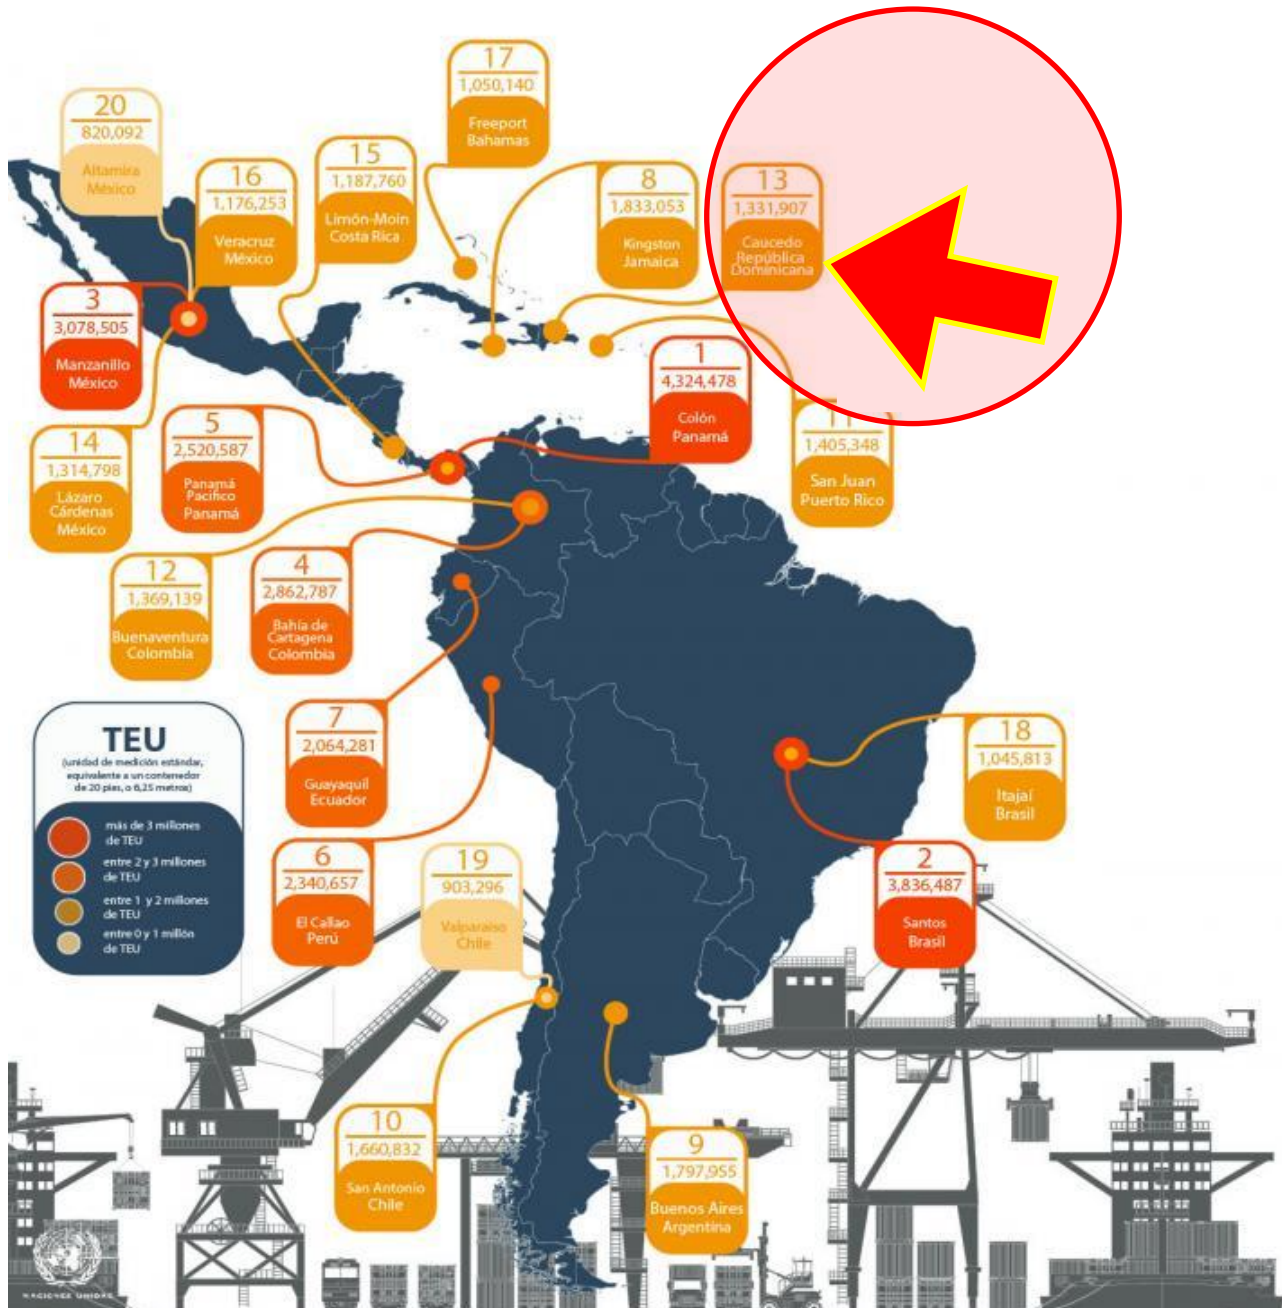 17
1,050,140
Freeport
Bahamas
20
820,092
Altamira
México
15
1,187,760
Limón-Moin
Costa Rica
16
1,176,253
Veracruz
México
8
1,833,053
Kingston
Jamaica
13
1,331,907
Caucedo
República
Dominicana
3
3,078,505
Manzanillo
México
1
4,324,478
Colón
Panamá
5
2,520,587
Panamá
Pacífico
Panamá
14
1,314,798
Lázaro
Cárdenas
México
11
1,405,348
San Juan
Puerto Rico
12
1,369,139
Buenaventura
Colombia
4
2,862,787
Bahía de
Cartagena
Colombia
7
2,064,281
Guayaquil
Ecuador
18
1,045,813
Itajaí
Brasil
TEU
(unidad de medición estándar,
equivalente a un contenedor
de 20 pies, o 6,25 metros)
más de 3 millones
de TEU
entre 2 y 3 millones
de TEU
entre 1 y 2 millones
de TEU
entre 0 y 1 millón
de TEU
6
2,340,657
El Callao
Perú
19
903,296
Valparaíso
Chile
2
3,836,487
Santos
Brasil
10
1,660,832
San Antonio
Chile
9
1,797,955
Buenos Aires
Argentina
NACIONES UNIDAS